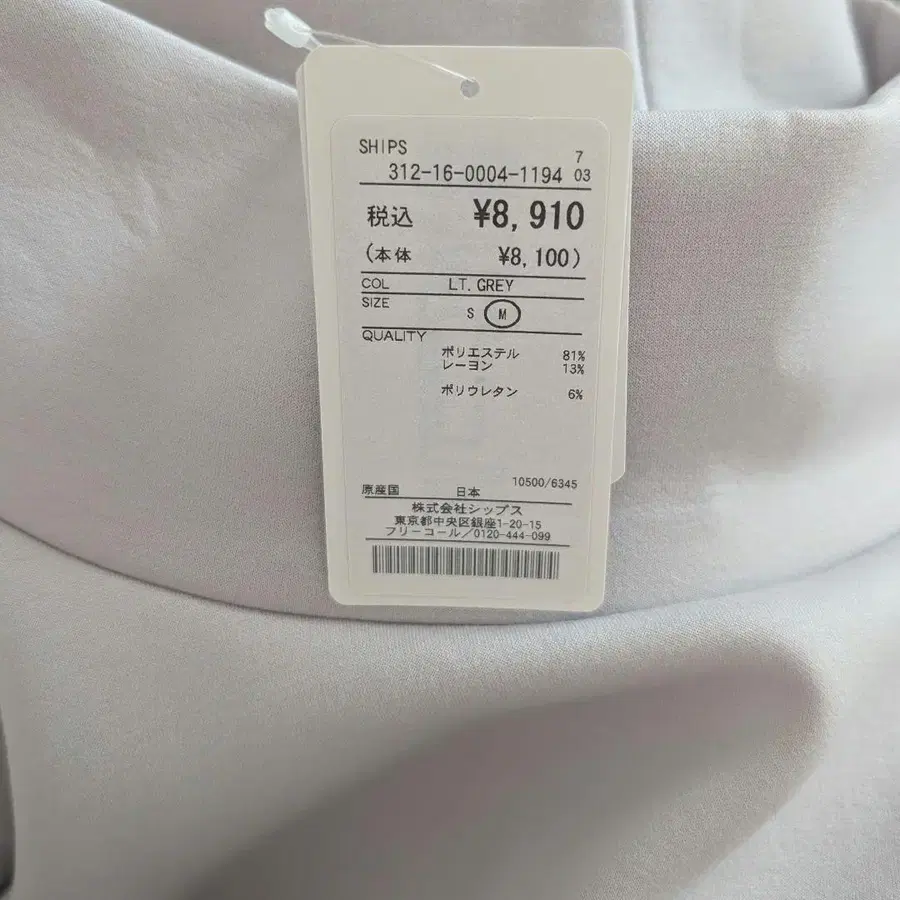 SHIPS
312-16-0004-1194 7 03
税込 ¥8,910
(本体 ¥8,100)
COL LT. GREY
SIZE S M
QUALITY
ポリエステル 81%
レーヨン 13%
ポリウレタン 6%
10500/6345
原産国 日本
株式会社シップス
東京都中央区銀座1-20-15
フリーコール/0120-444-099